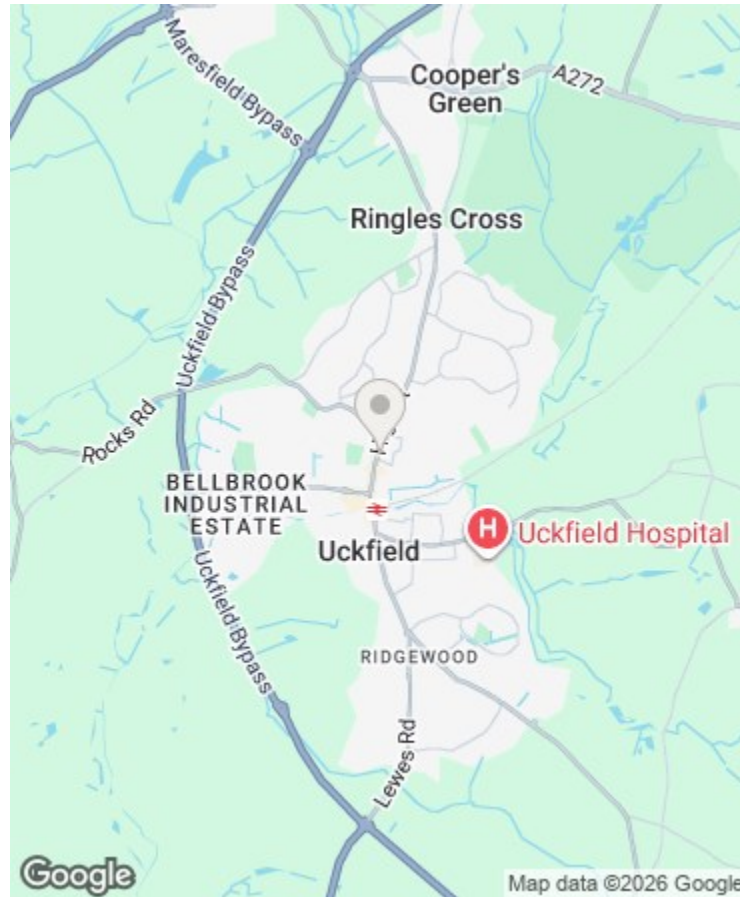 Maresfield Bypass
Cooper's
Green
A272
Ringles Cross
Uckfield Bypass
Rocks Rd
BELLBROOK
INDUSTRIAL
ESTATE
H
Uckfield Hospital
Uckfield
Uckfield Bypass
RIDGEWOOD
Lewes Rd
Google
Map data ©2026 Google